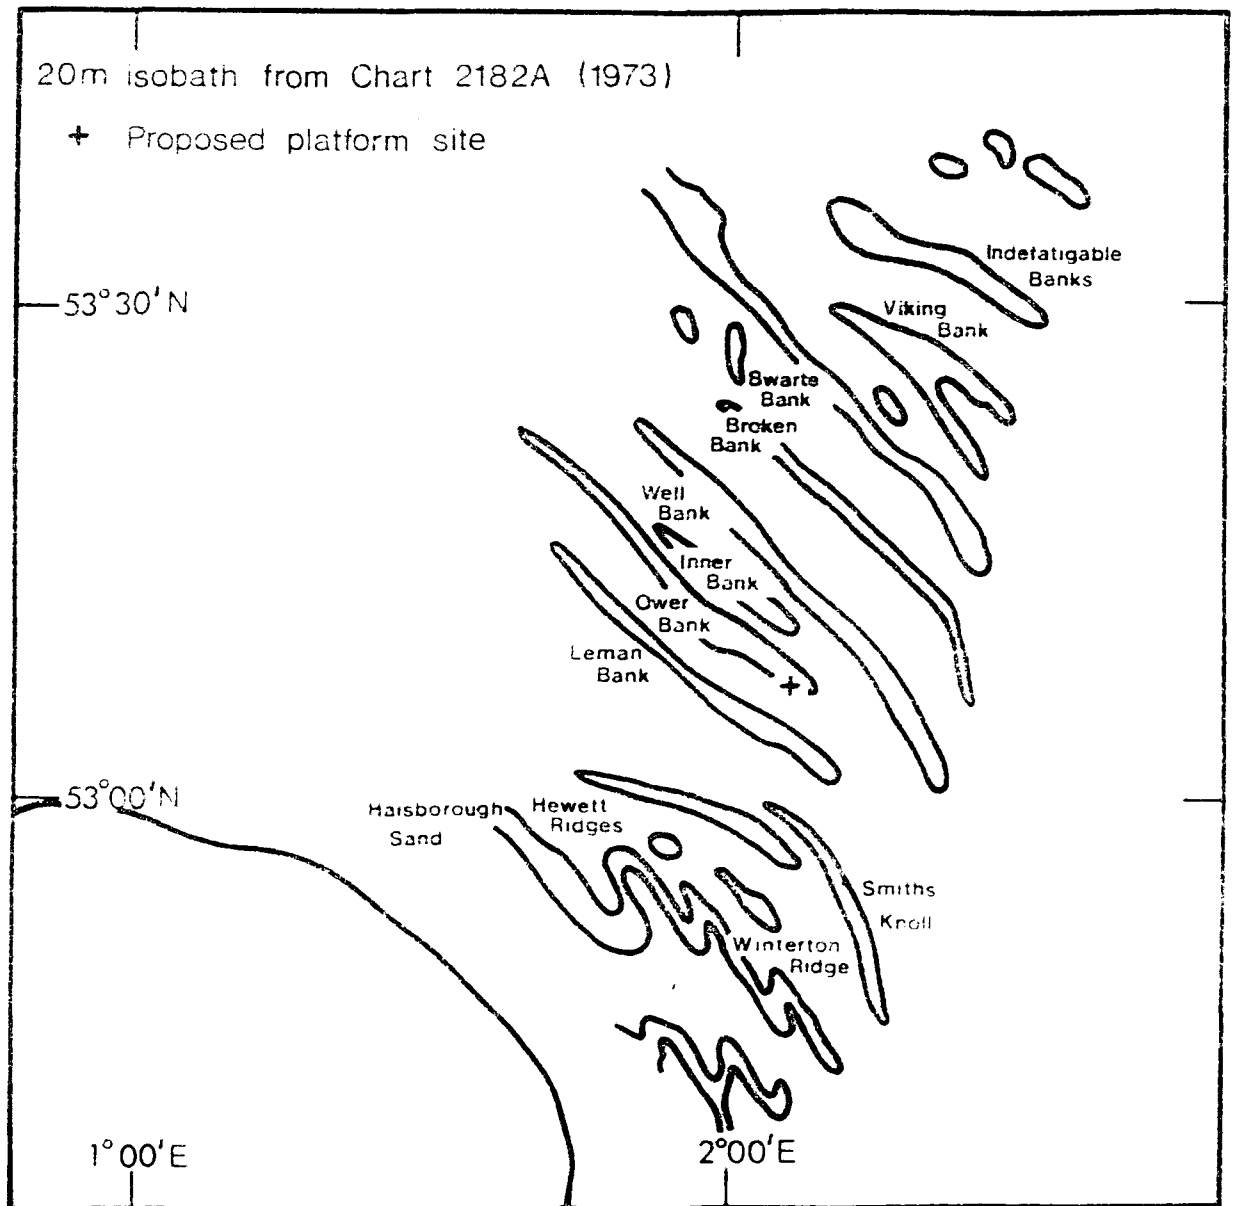 20m isobath from Chart 2182A (1973)
+ Proposed platform site
Indefatigable
Banks
53°30'N
Viking
Bank
Swarte
Bank
Broken
Bank
Well
Bank
Inner
Bank
Ower
Bank
Leman
Bank
+
53°00'N
Haisborough
Sand
Hewett
Ridges
Smiths
Knoll
Winterton
Ridge
1°00'E
2°00'E